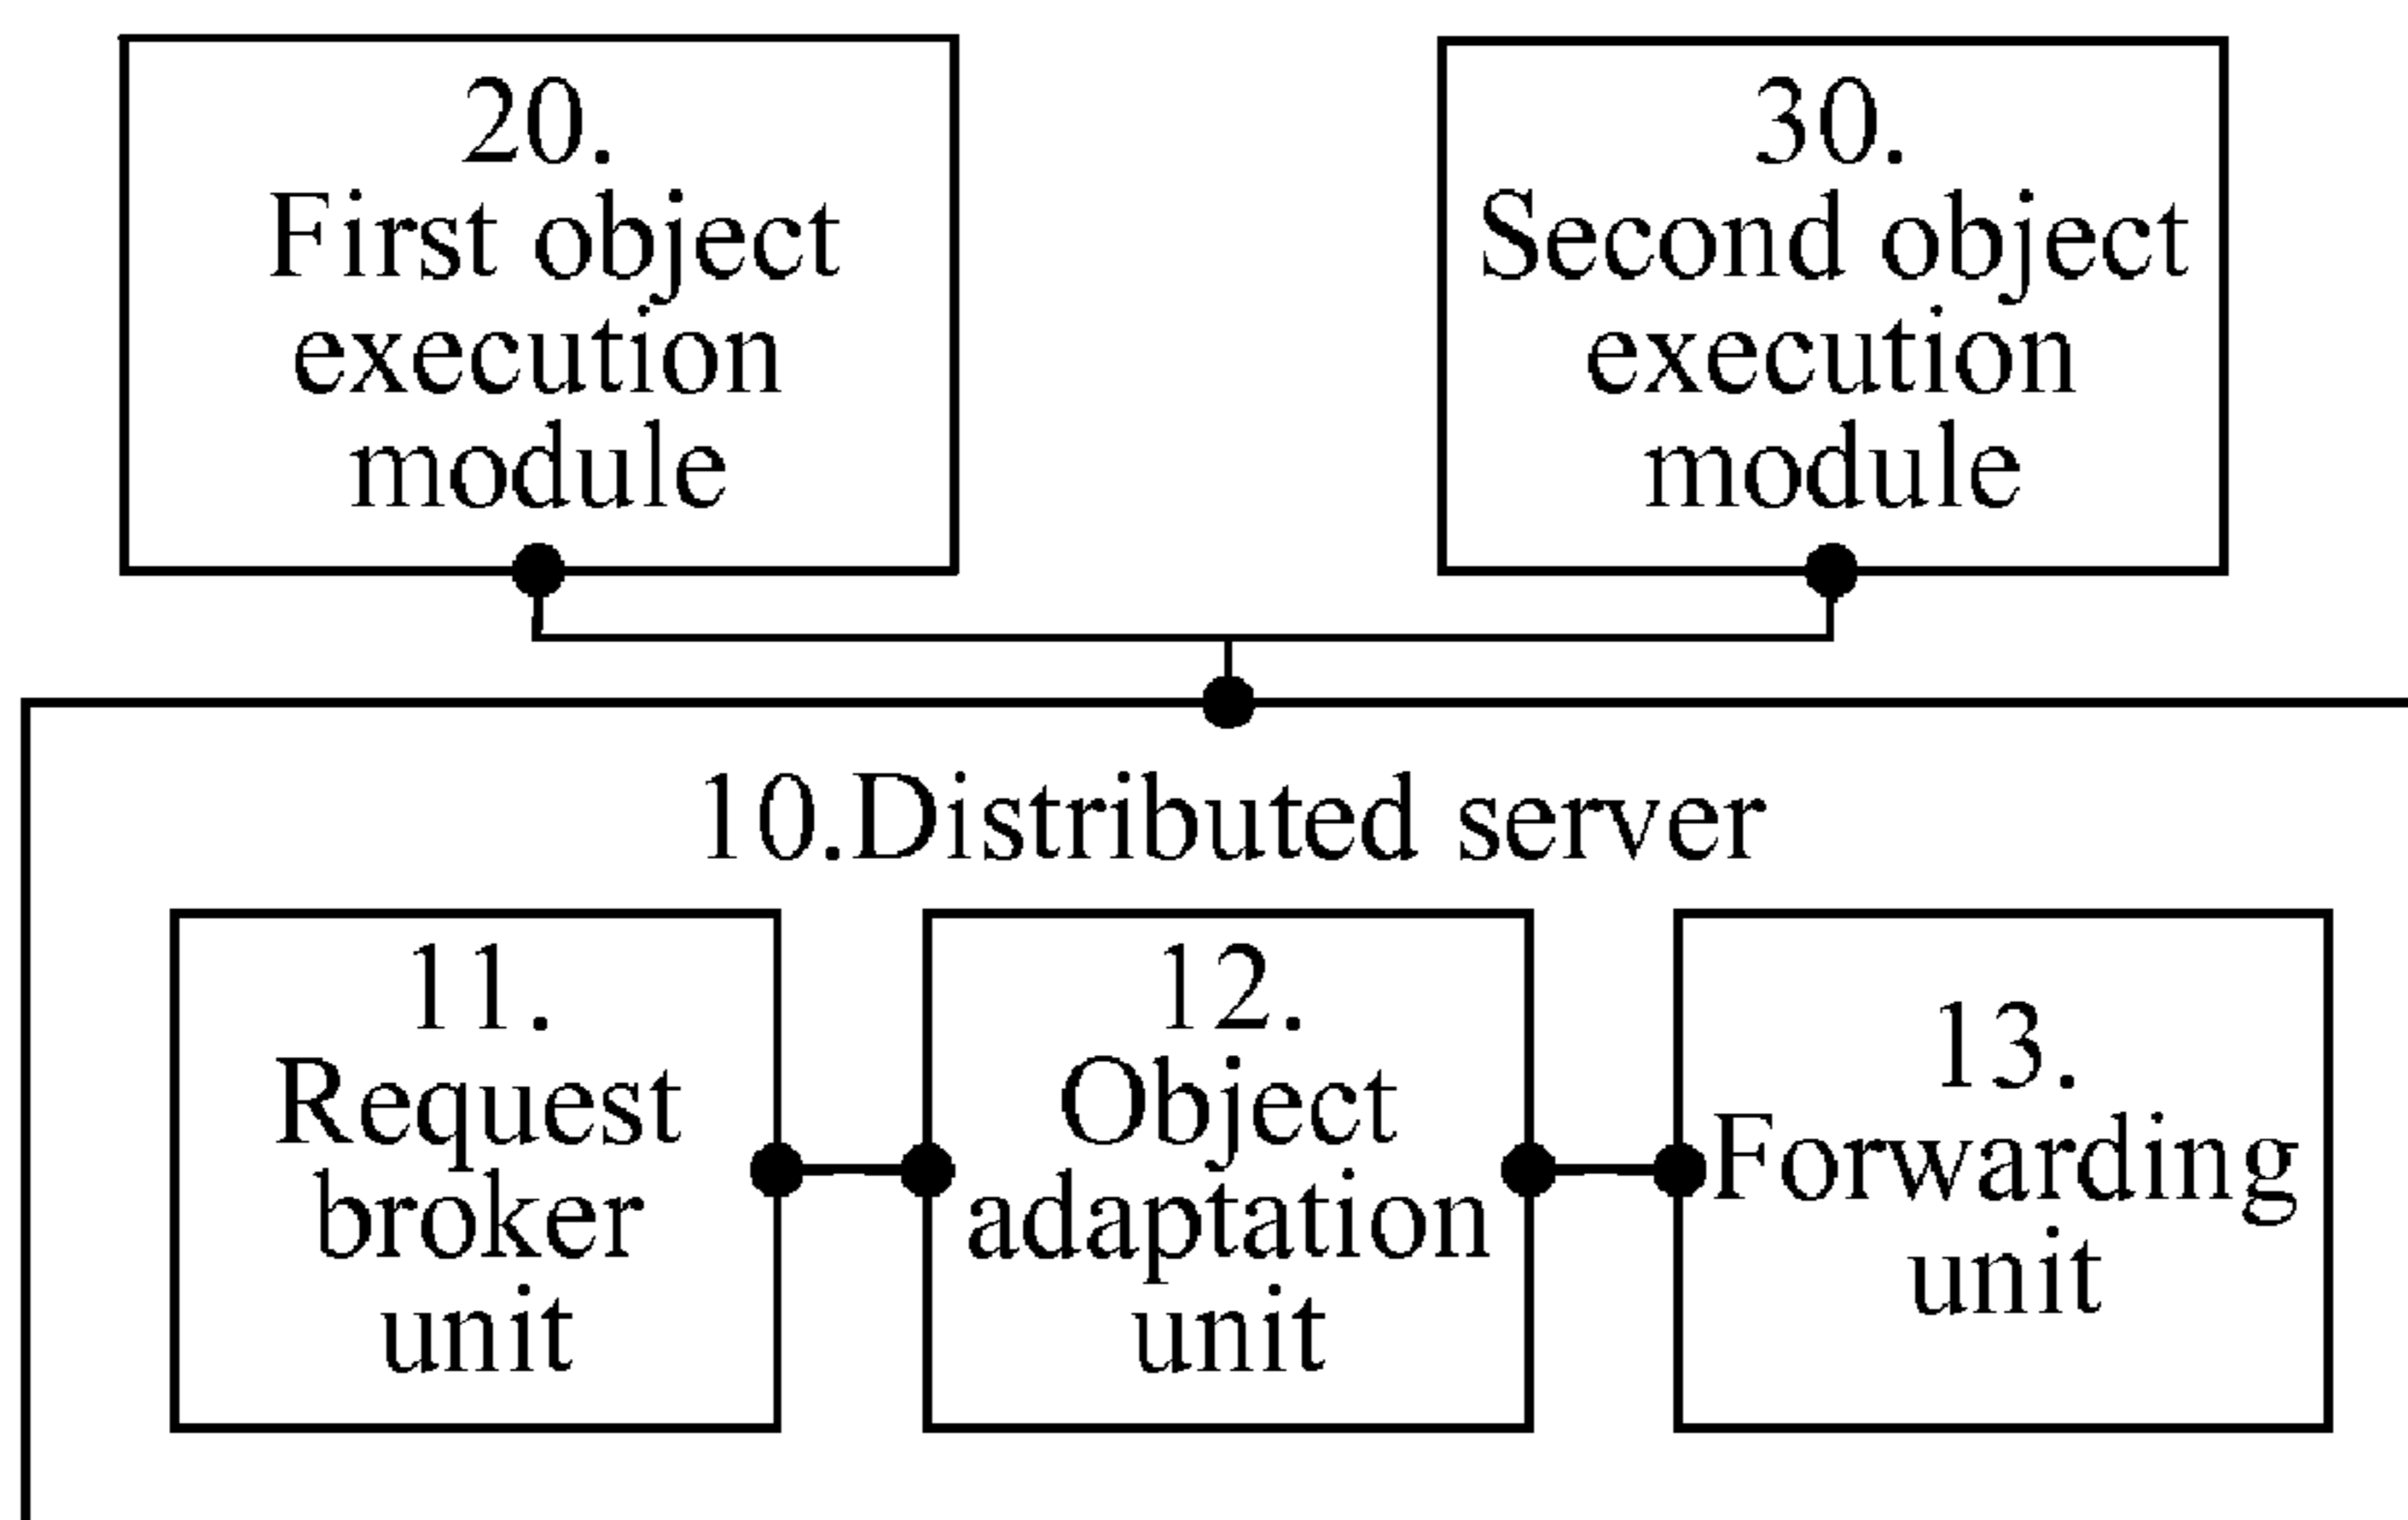 20.
First object
execution
module
30.
Second object
execution
module
10.Distributed server
11.
Request
broker
unit
12.
Object
adaptation
unit
13.
Forwarding
unit